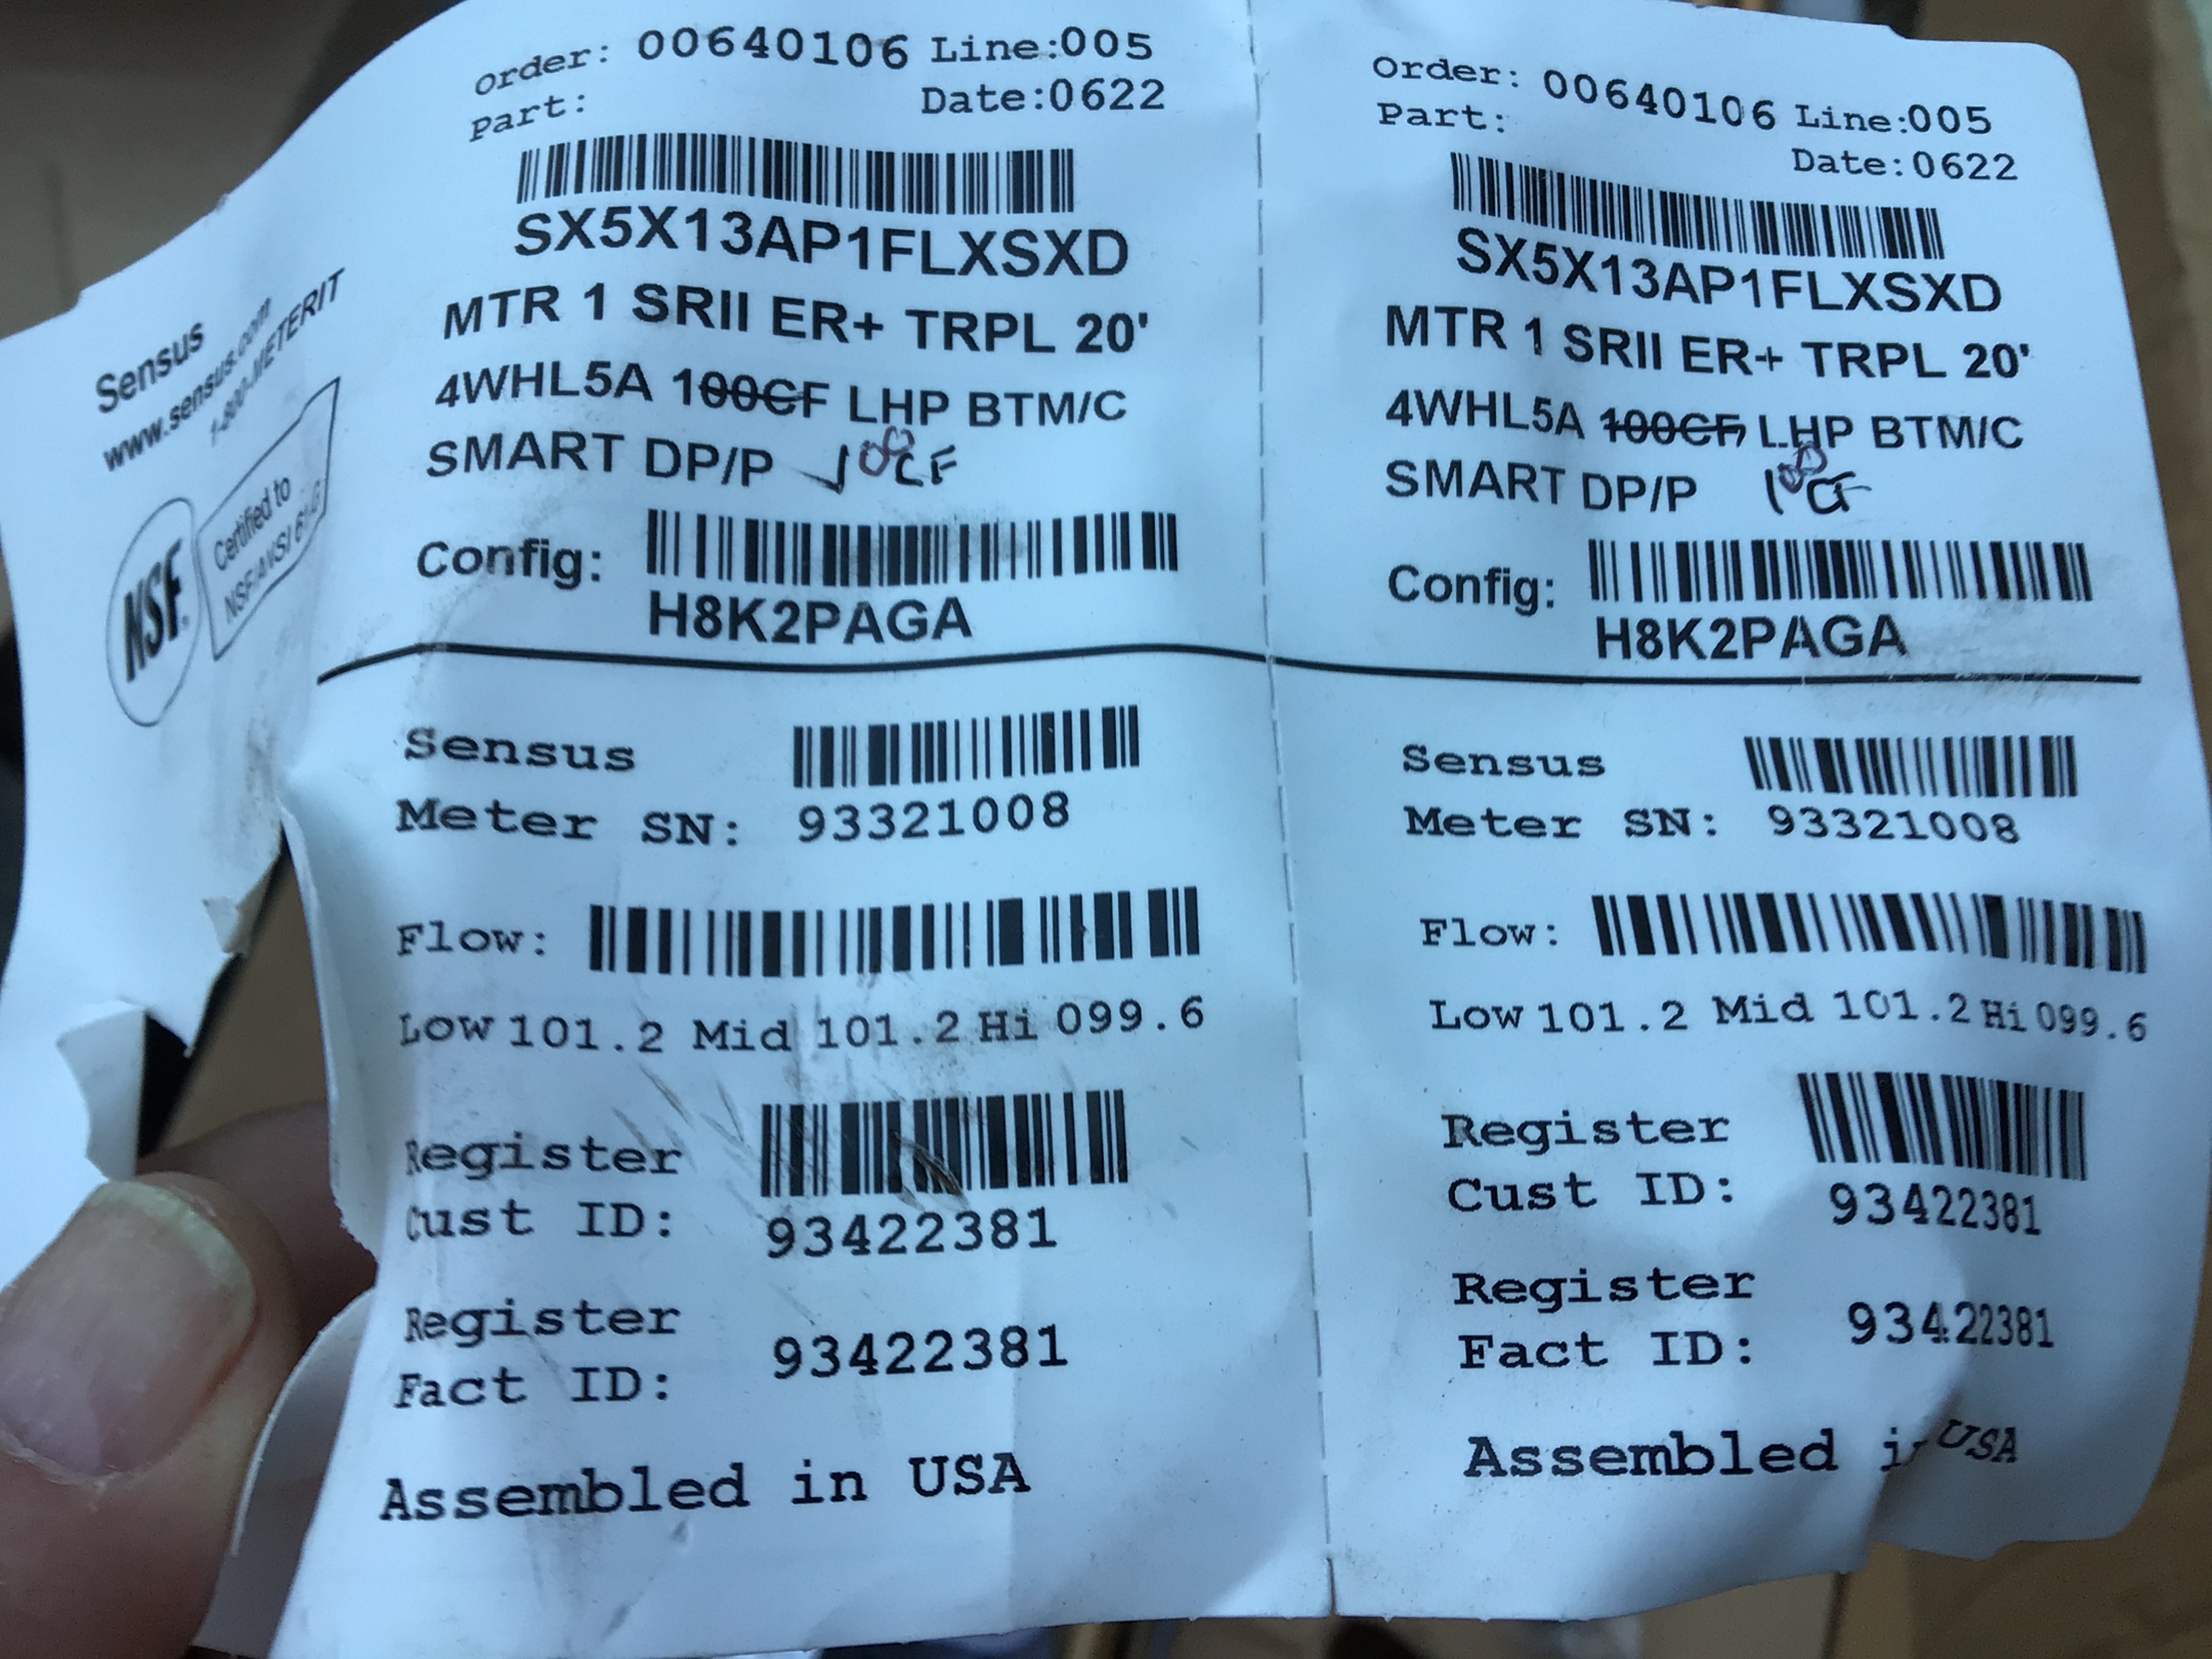 Sensus
www.sensus.com
1-800-METERIT
NSF®
Certified to
NSF/ANSI 61-G
Order: 00640106 Line:005
Part: Date:0622
SX5X13AP1FLXSXD
MTR 1 SRII ER+ TRPL 20'
4WHL5A 100CF LHP BTM/C
SMART DP/P
Config:
H8K2PAGA
Sensus
Meter SN: 93321008
Flow:
Low 101.2 Mid 101.2 Hi 099.6
Register
Cust ID: 93422381
Register
Fact ID: 93422381
Assembled in USA
Order: 00640106 Line:005
Part: Date:0622
SX5X13AP1FLXSXD
MTR 1 SRII ER+ TRPL 20'
4WHL5A 100CF LHP BTM/C
SMART DP/P
Config:
H8K2PAGA
Sensus
Meter SN: 93321008
Flow:
Low 101.2 Mid 101.2 Hi 099.6
Register
Cust ID: 93422381
Register
Fact ID: 93422381
Assembled in USA